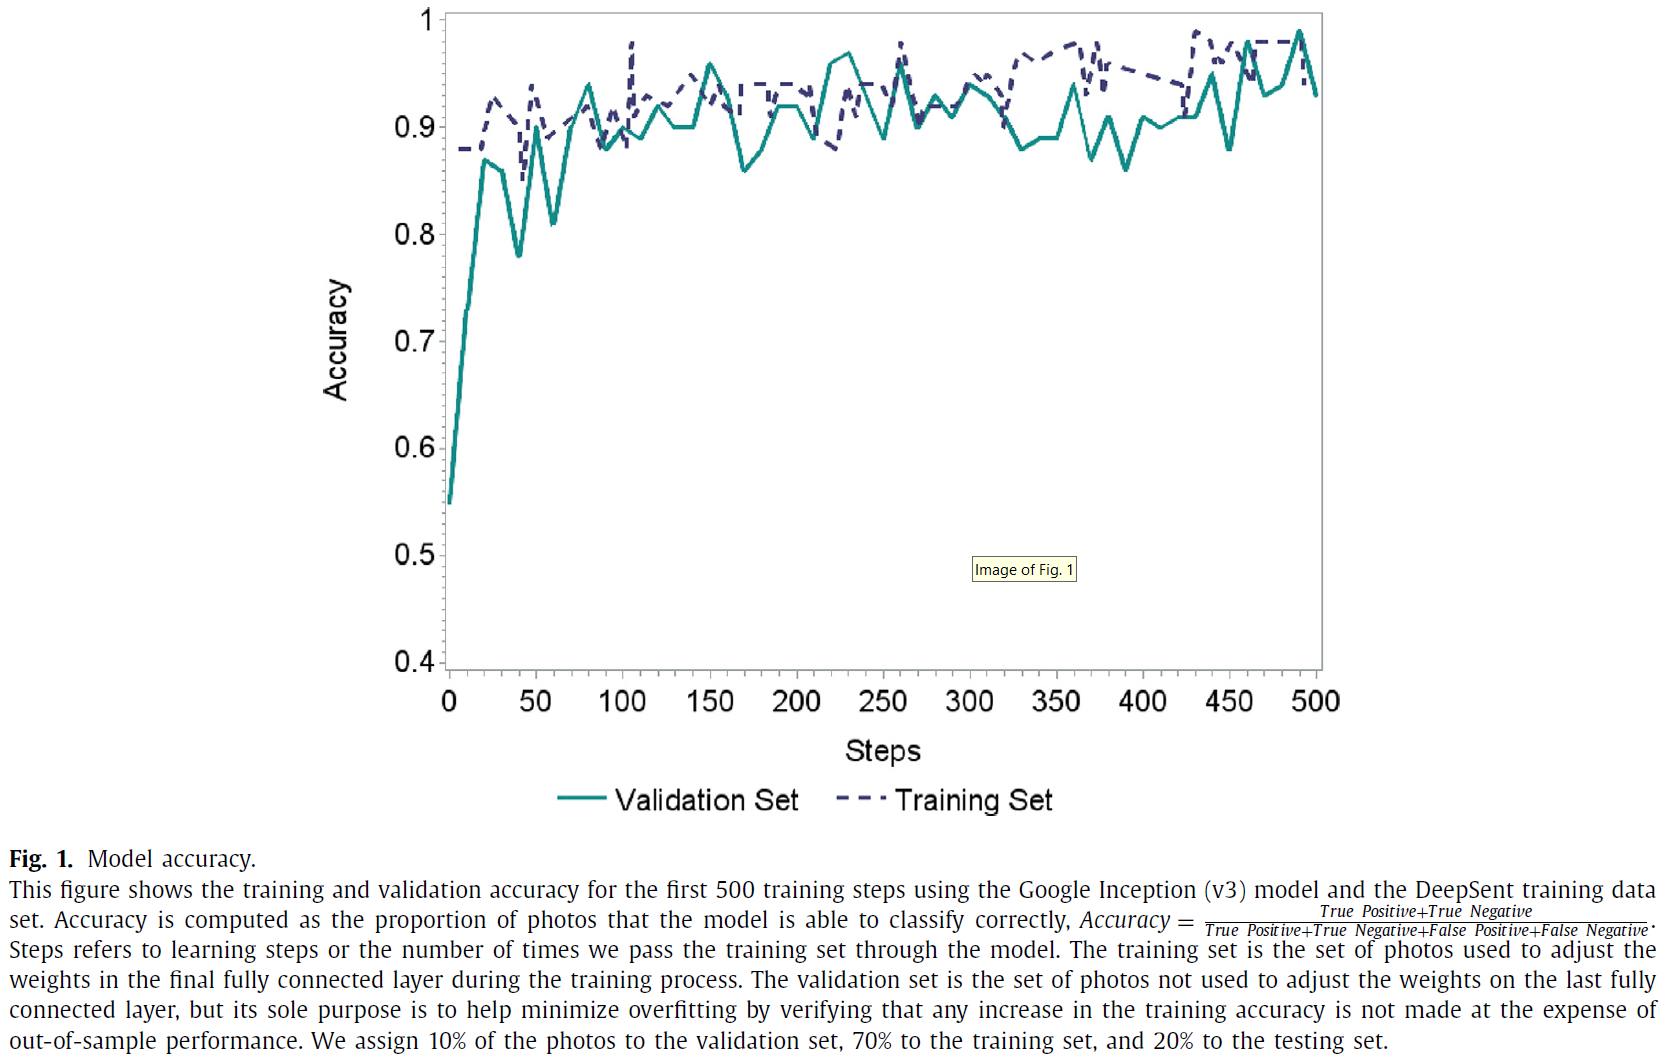 1
0.9
0.8
0.7
0.6
0.5
0.4
Accuracy
Image of Fig. 1
0 50 100 150 200 250 300 350 400 450 500
Steps
Validation Set Training Set
Fig. 1. Model accuracy.
This figure shows the training and validation accuracy for the first 500 training steps using the Google Inception (v3) model and the DeepSent training data
set. Accuracy is computed as the proportion of photos that the model is able to classify correctly, Accuracy = True Positive+True Negative / True Positive+True Negative+False Positive+False Negative.
Steps refers to learning steps or the number of times we pass the training set through the model. The training set is the set of photos used to adjust the
weights in the final fully connected layer during the training process. The validation set is the set of photos not used to adjust the weights on the last fully
connected layer, but its sole purpose is to help minimize overfitting by verifying that any increase in the training accuracy is not made at the expense of
out-of-sample performance. We assign 10% of the photos to the validation set, 70% to the training set, and 20% to the testing set.